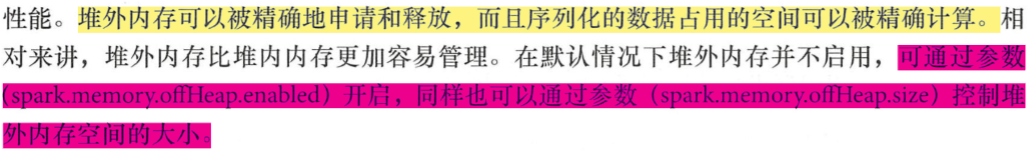 性能。堆外内存可以被精确地申请和释放，而且序列化的数据占用的空间可以被精确计算。相
对来讲，堆外内存比堆内内存更加容易管理。在默认情况下堆外内存并不启用，可通过参数
（spark.memory.offHeap.enabled）开启，同样也可以通过参数（spark.memory.offHeap.size）控制堆
外内存空间的大小。